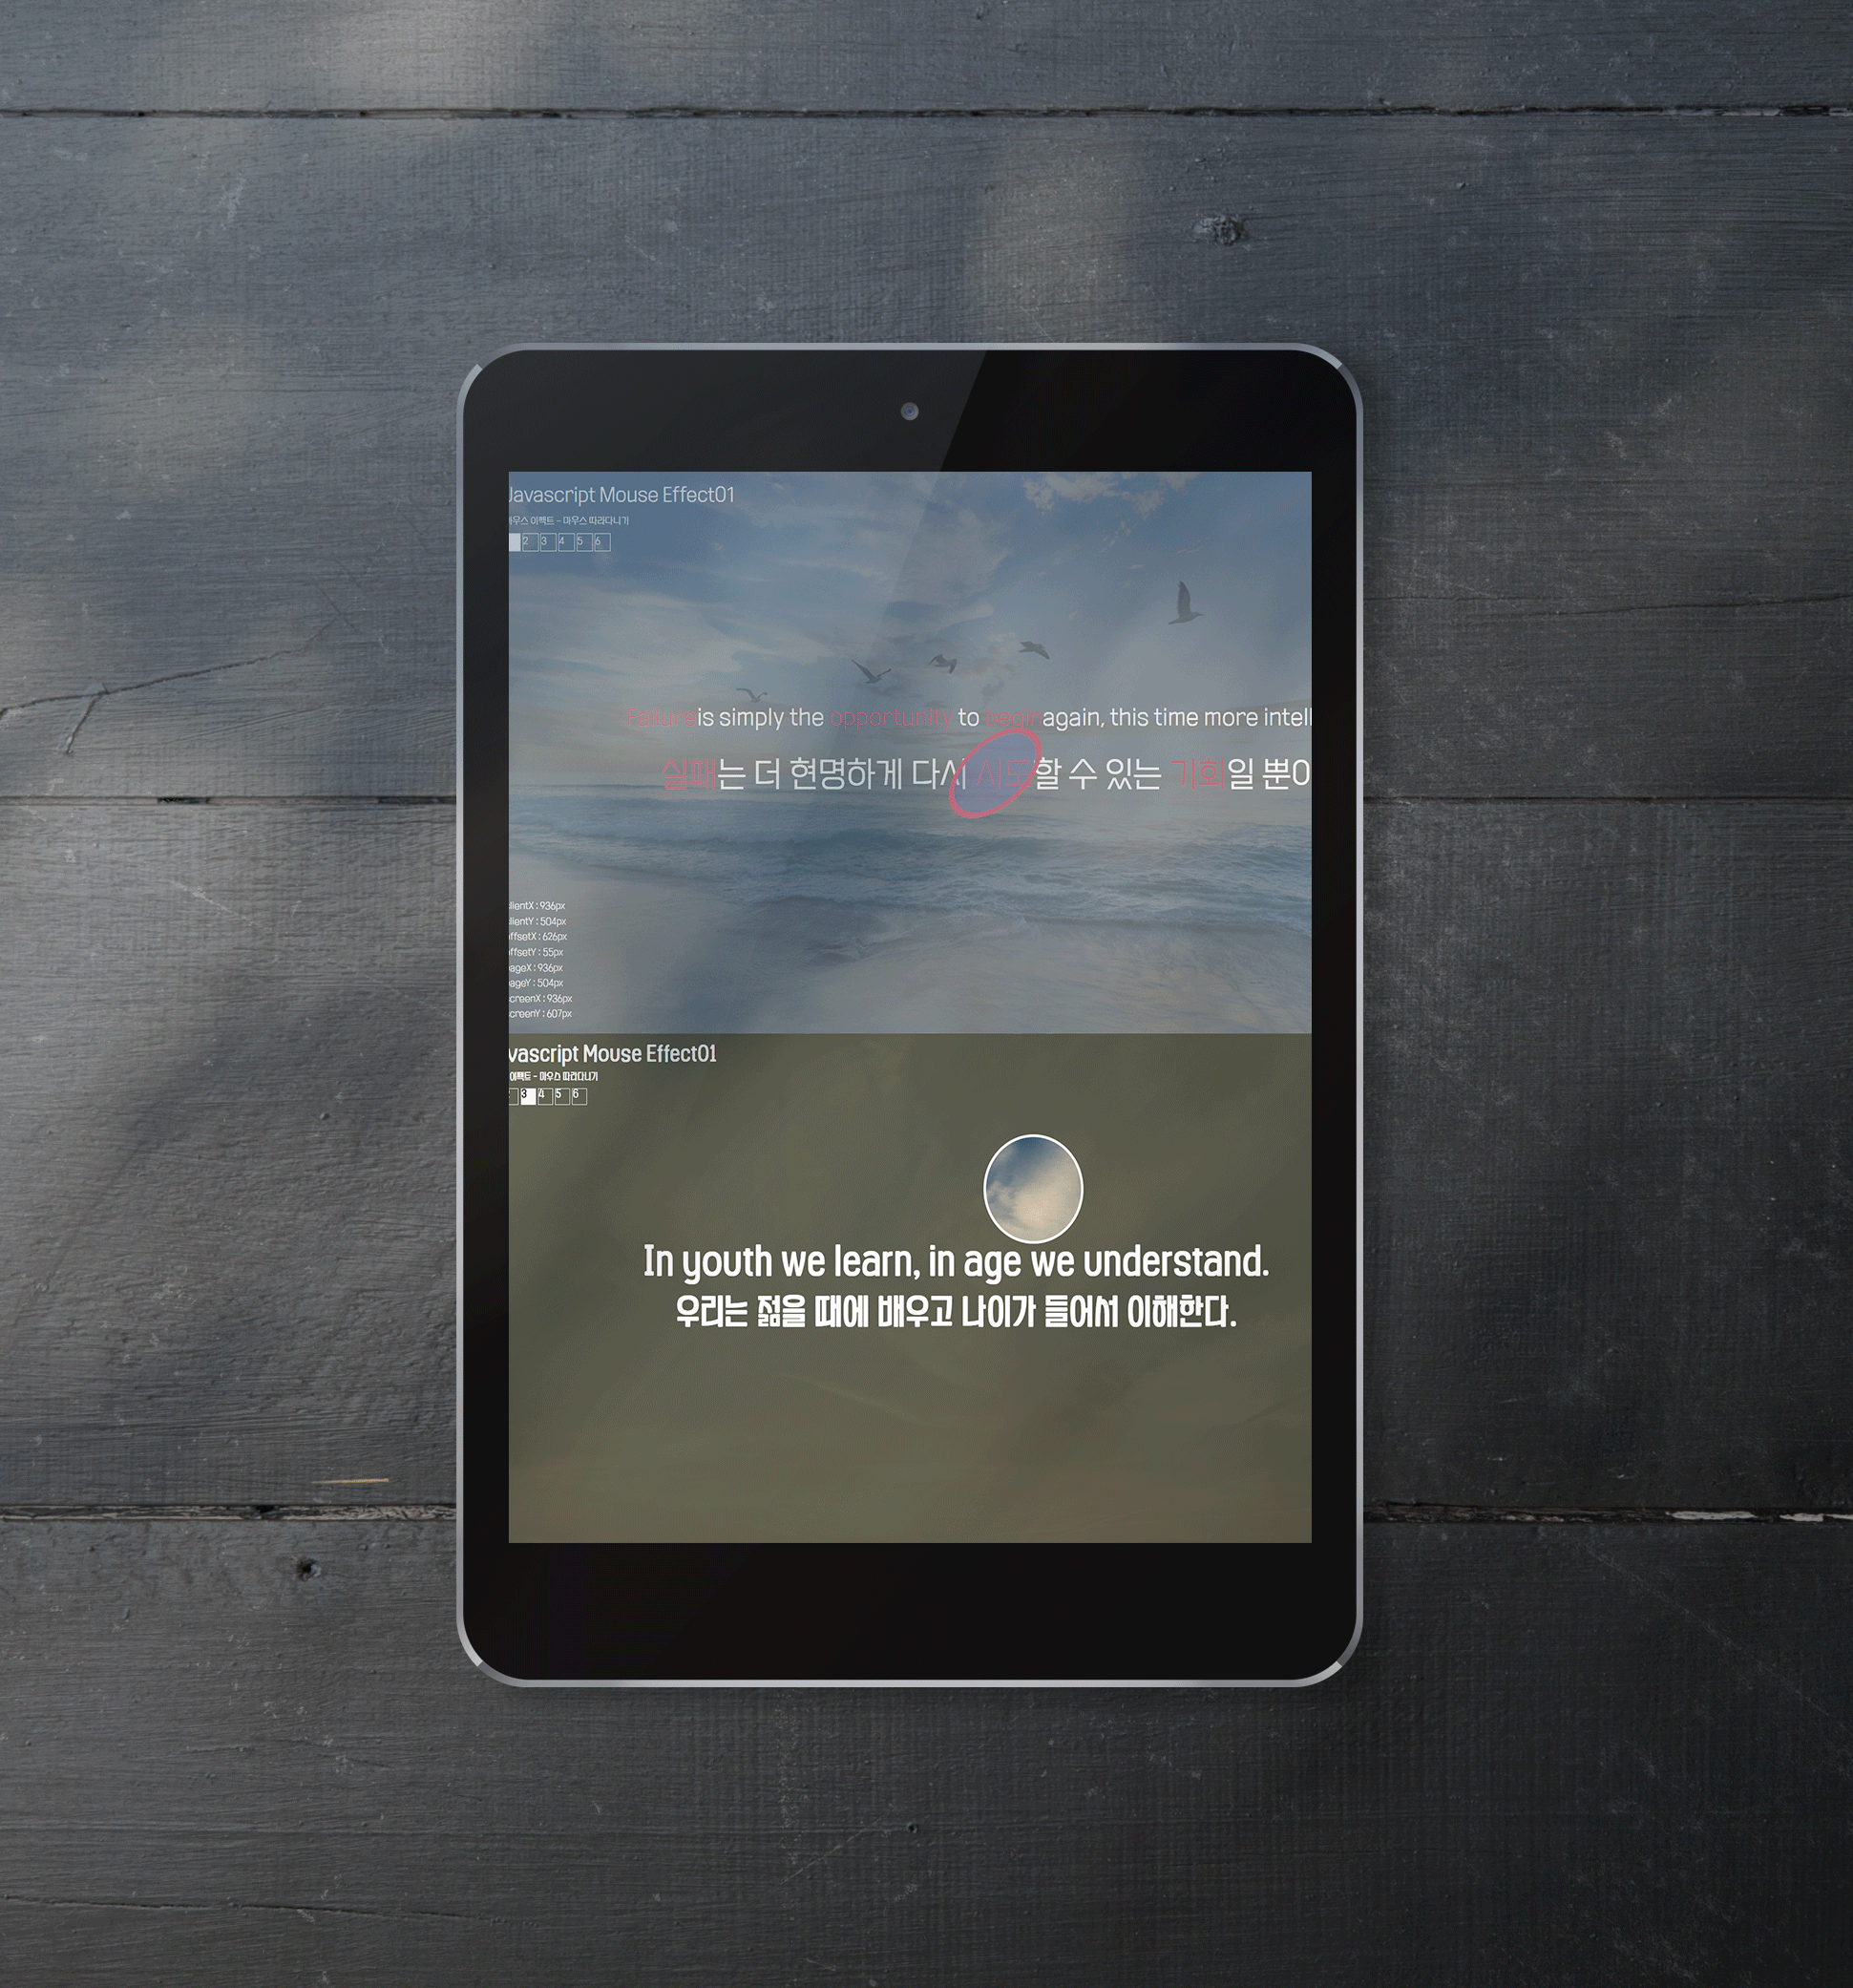 Javascript Mouse Effect01
마우스 이펙트 - 마우스 따라다니기
2 3 4 5 6
Failure is simply the opportunity to begin again, this time more intell
실패는 더 현명하게 다시 시도할 수 있는 기회일 뿐
lientX : 936px
lientY : 504px
ffsetX : 626px
ffsetY : 55px
ageX : 936px
ageY : 504px
creenX : 936px
creenY : 607px
vascript Mouse Effect01
이펙트 - 마우스 따라다니기
3 4 5 6
In youth we learn, in age we understand.
우리는 젊을 때에 배우고 나이가 들어서 이해한다.